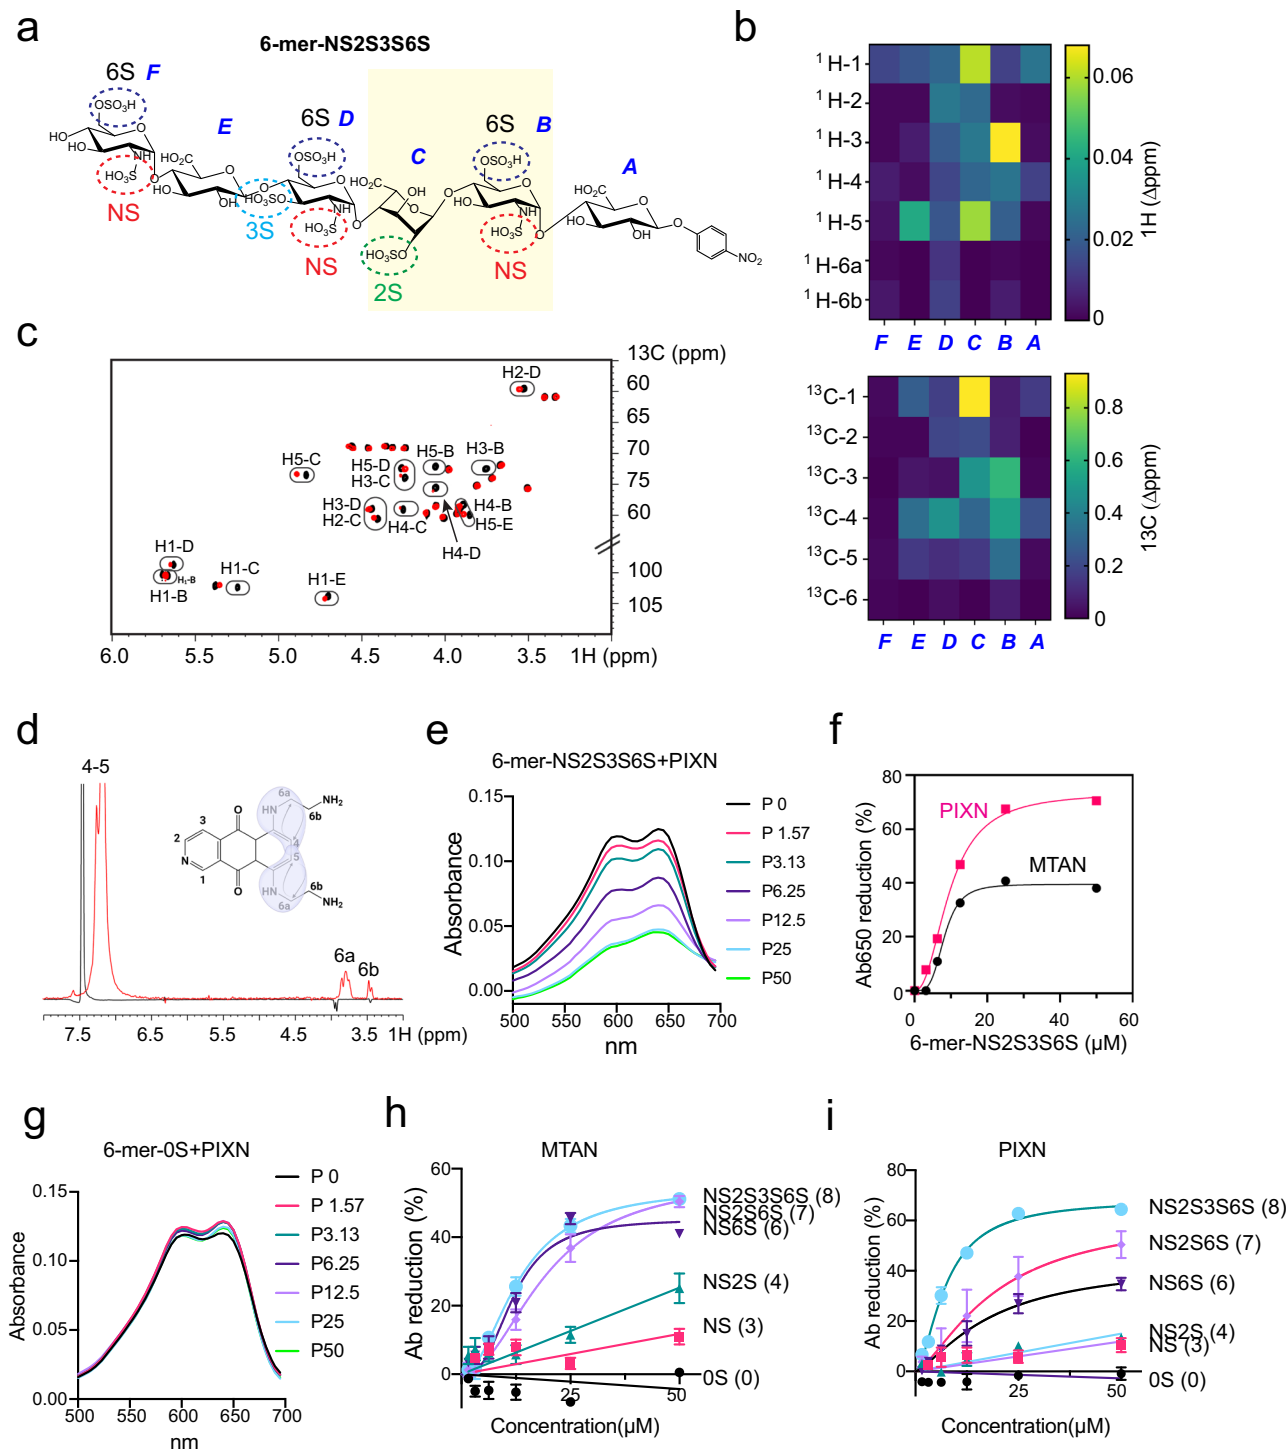 a
6-mer-NS2S3S6S
6S F
OSO₃H
HO
HO
O
NH
HO₃S
NS
E
HO₂C
O
HO
OH
O
6S D
OSO₃H
HO₃SO
3S
O
NH
HO₃S
NS
C
HO₂C
OH
O
HO₃SO
2S
6S B
OSO₃H
HO
O
NH
HO₃S
NS
A
HO₂C
HO
OH
O
NO₂
b
¹H-1
¹H-2
¹H-3
¹H-4
¹H-5
¹H-6a
¹H-6b
F E D C B A
0.06
0.04
0.02
0
1H (Δppm)
¹³C-1
¹³C-2
¹³C-3
¹³C-4
¹³C-5
¹³C-6
F E D C B A
0.8
0.6
0.4
0.2
0
13C (Δppm)
c
13C (ppm)
60
65
70
75
60
100
105
H2-D
H5-C
H5-D
H3-C
H5-B
H3-B
H3-D
H2-C
H4-C
H4-B
H5-E
H4-D
H1-D
H1-B
H₁-B
H1-C
H1-E
6.0 5.5 5.0 4.5 4.0 3.5 1H (ppm)
d
4-5
6a
6b
O
HN
6a
NH₂
6b
3
2
N
1
4
5
O
HN
6a
6b
NH₂
7.5 6.5 5.5 4.5 3.5 1H (ppm)
e
6-mer-NS2S3S6S+PIXN
Absorbance
0.15
0.10
0.05
0.00
500 550 600 650 700
nm
P 0
P 1.57
P3.13
P6.25
P12.5
P25
P50
f
Ab650 reduction (%)
80
60
40
20
0
PIXN
MTAN
0 20 40 60
6-mer-NS2S3S6S (μM)
g
6-mer-0S+PIXN
Absorbance
0.15
0.10
0.05
0.00
500 550 600 650 700
nm
P 0
P 1.57
P3.13
P6.25
P12.5
P25
P50
h
MTAN
Ab reduction (%)
60
40
20
0
NS2S3S6S (8)
NS2S6S (7)
NS6S (6)
NS2S (4)
NS (3)
0S (0)
25 50
Concentration(μM)
i
PIXN
Ab reduction (%)
80
60
40
20
0
NS2S3S6S (8)
NS2S6S (7)
NS6S (6)
NS2S (4)
NS (3)
0S (0)
25 50
Concentration(μM)